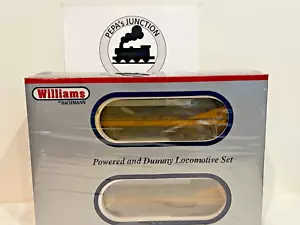 PEPA's JUNCTION
Williams
BY BACHMANN
Powered and Dummy Locomotive Set